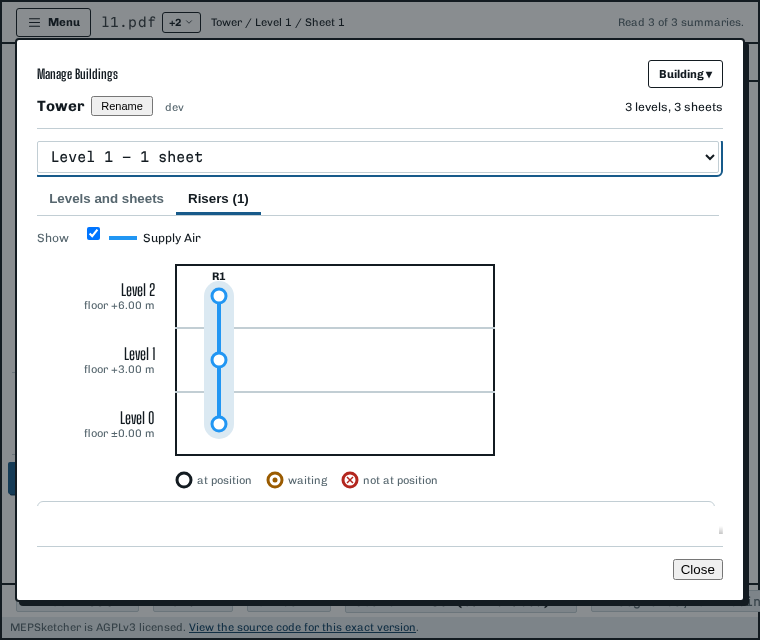 Menu l1.pdf +2 Tower / Level 1 / Sheet 1 Read 3 of 3 summaries.
Manage Buildings Building ▾
Tower Rename dev 3 levels, 3 sheets
Level 1 — 1 sheet
Levels and sheets Risers (1)
Show Supply Air
R1
Level 2
floor +6.00 m
Level 1
floor +3.00 m
Level 0
floor ±0.00 m
at position waiting not at position
Close
MEPSketcher is AGPLv3 licensed. View the source code for this exact version.